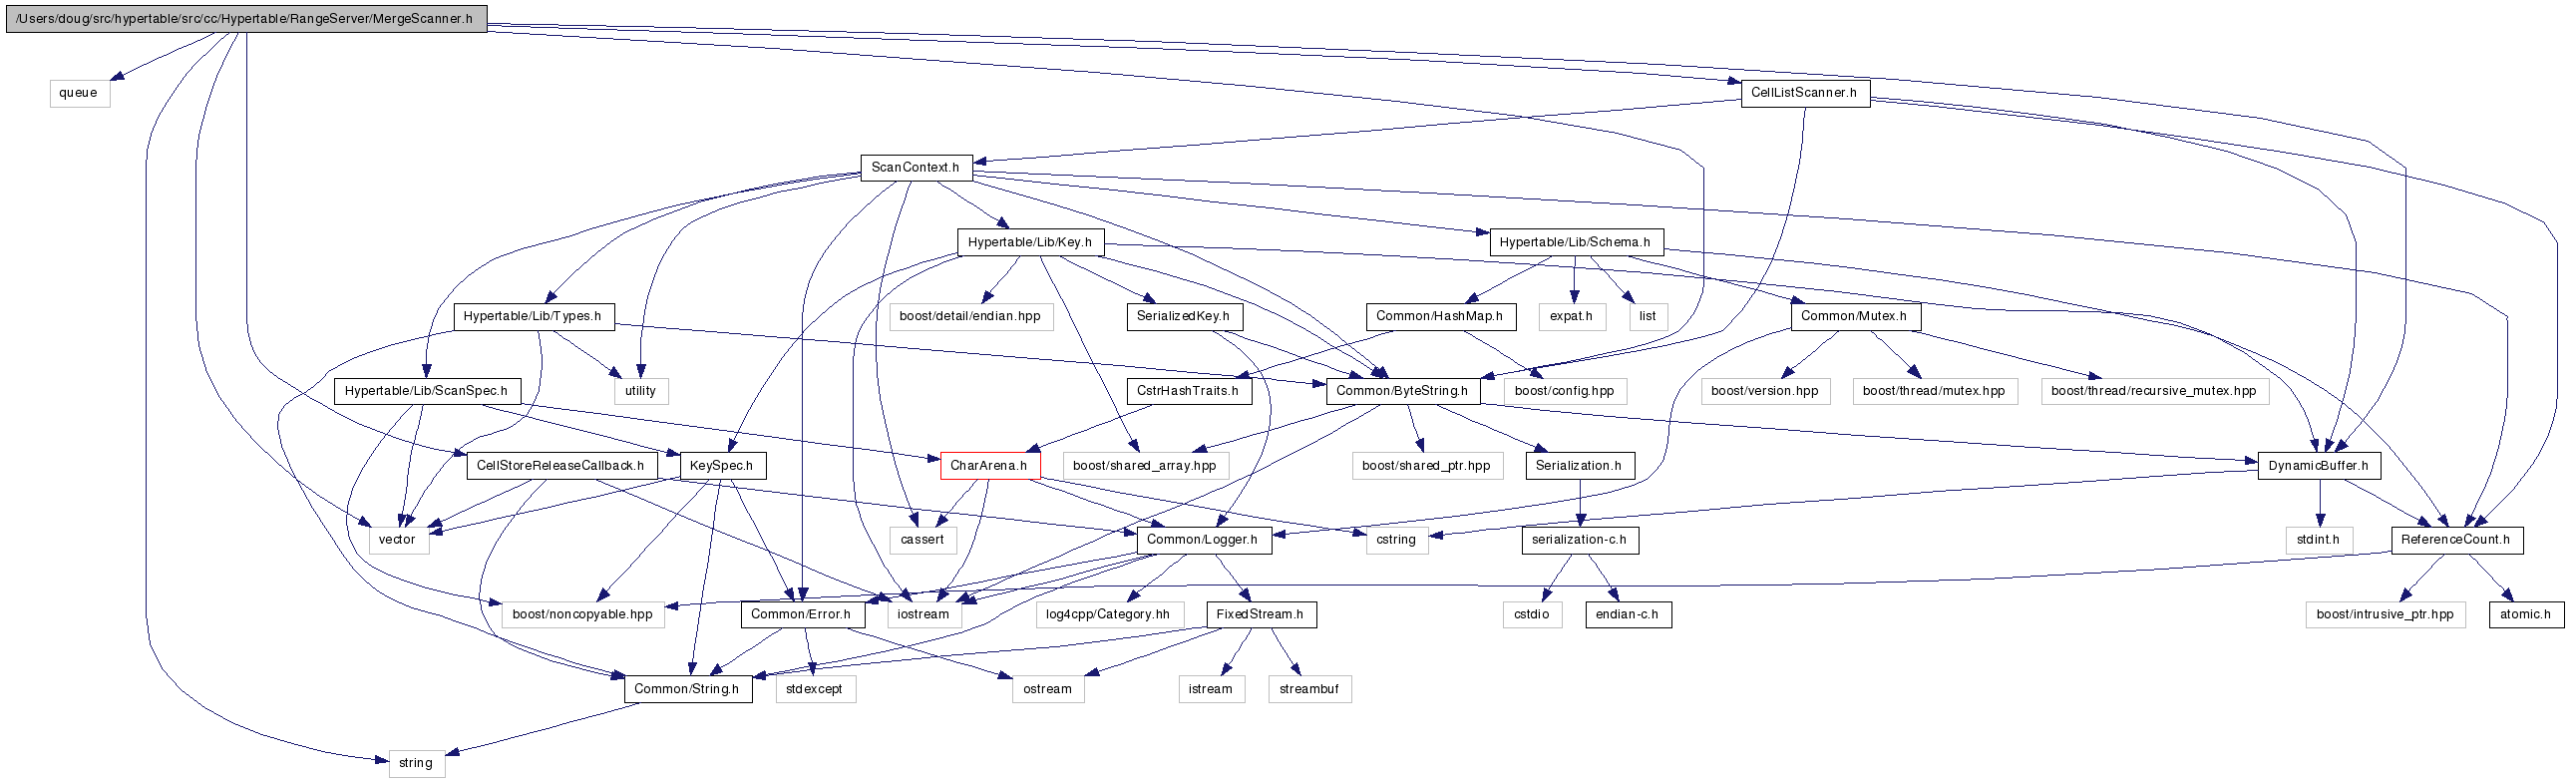 /Users/doug/src/hypertable/src/cc/Hypertable/RangeServer/MergeScanner.h
queue
CellListScanner.h
ScanContext.h
Hypertable/Lib/Key.h
Hypertable/Lib/Schema.h
Hypertable/Lib/Types.h
boost/detail/endian.hpp
SerializedKey.h
Common/HashMap.h
expat.h
list
Common/Mutex.h
Hypertable/Lib/ScanSpec.h
utility
CstrHashTraits.h
Common/ByteString.h
boost/config.hpp
boost/version.hpp
boost/thread/mutex.hpp
boost/thread/recursive_mutex.hpp
CellStoreReleaseCallback.h
KeySpec.h
CharArena.h
boost/shared_array.hpp
boost/shared_ptr.hpp
Serialization.h
DynamicBuffer.h
vector
cassert
Common/Logger.h
cstring
serialization-c.h
stdint.h
ReferenceCount.h
boost/noncopyable.hpp
Common/Error.h
iostream
log4cpp/Category.hh
FixedStream.h
cstdio
endian-c.h
boost/intrusive_ptr.hpp
atomic.h
Common/String.h
stdexcept
ostream
istream
streambuf
string